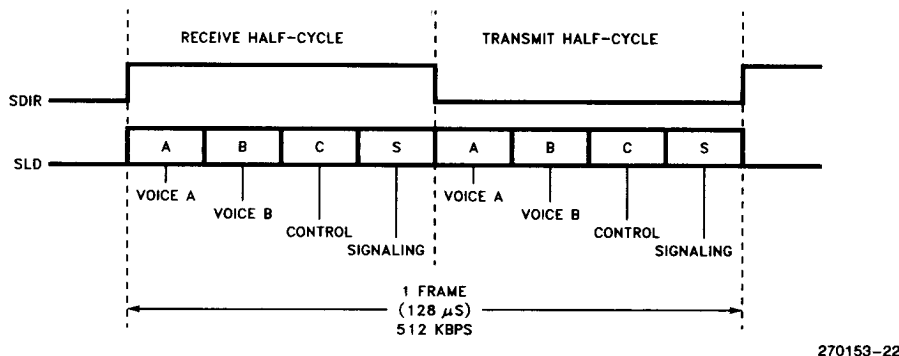 RECEIVE HALF-CYCLE TRANSMIT HALF-CYCLE
SDIR
SLD A B C S A B C S
VOICE A VOICE A
VOICE B VOICE B
CONTROL CONTROL
SIGNALING SIGNALING
1 FRAME
(128 μS)
512 KBPS
270153-22